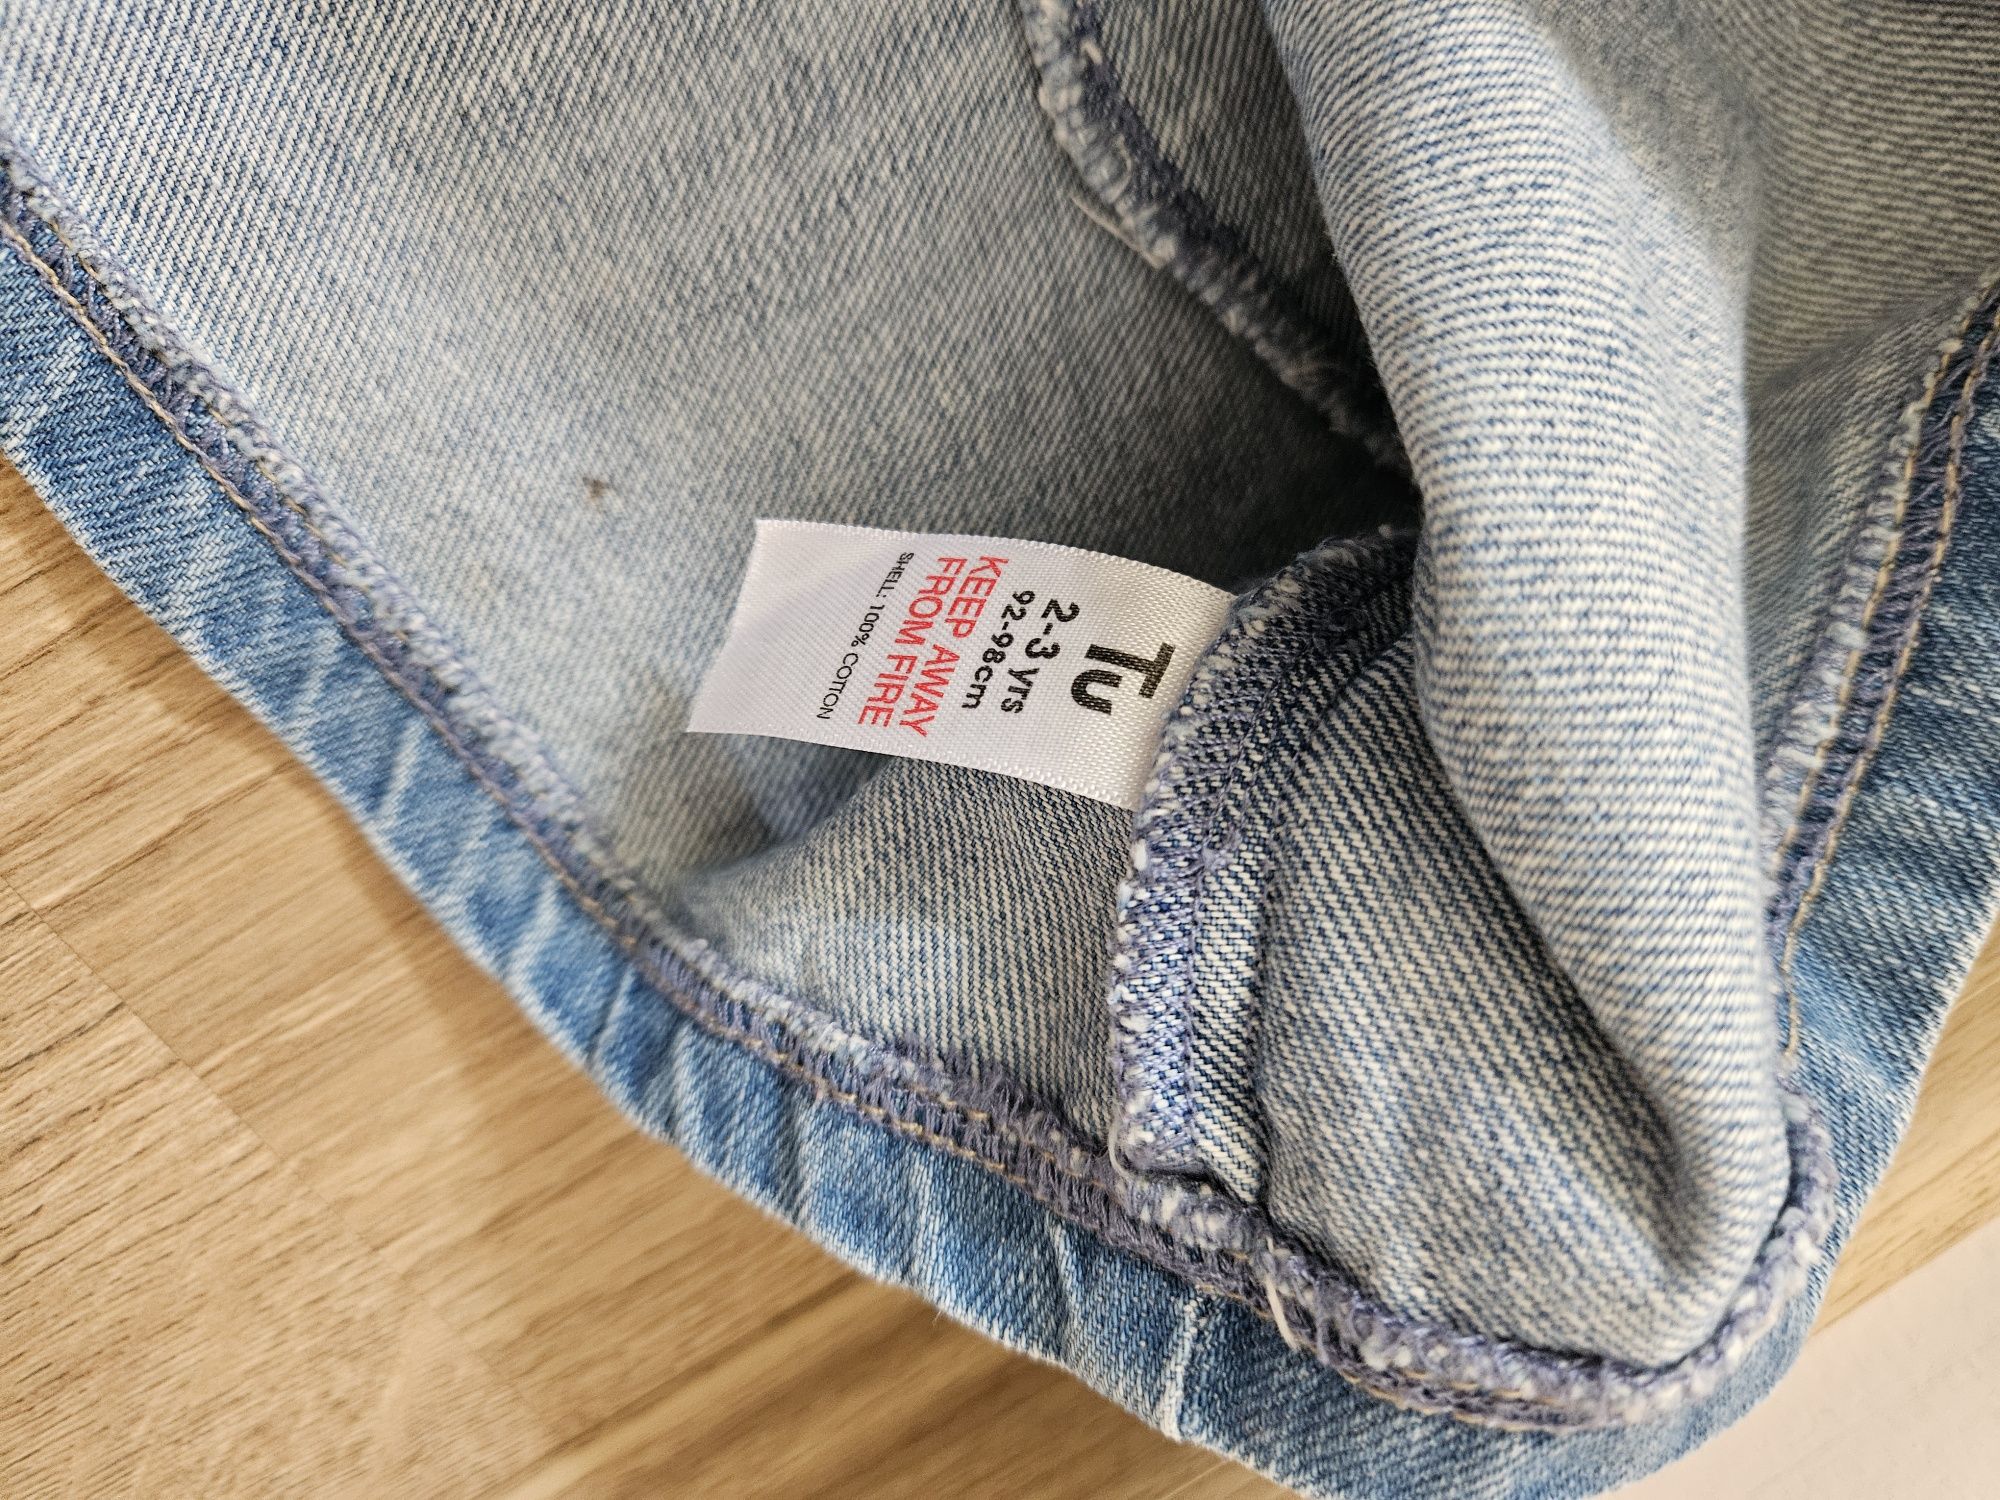 Tu
2-3 yrs
92-98cm
KEEP AWAY
FROM FIRE
SHELL: 100% COTTON